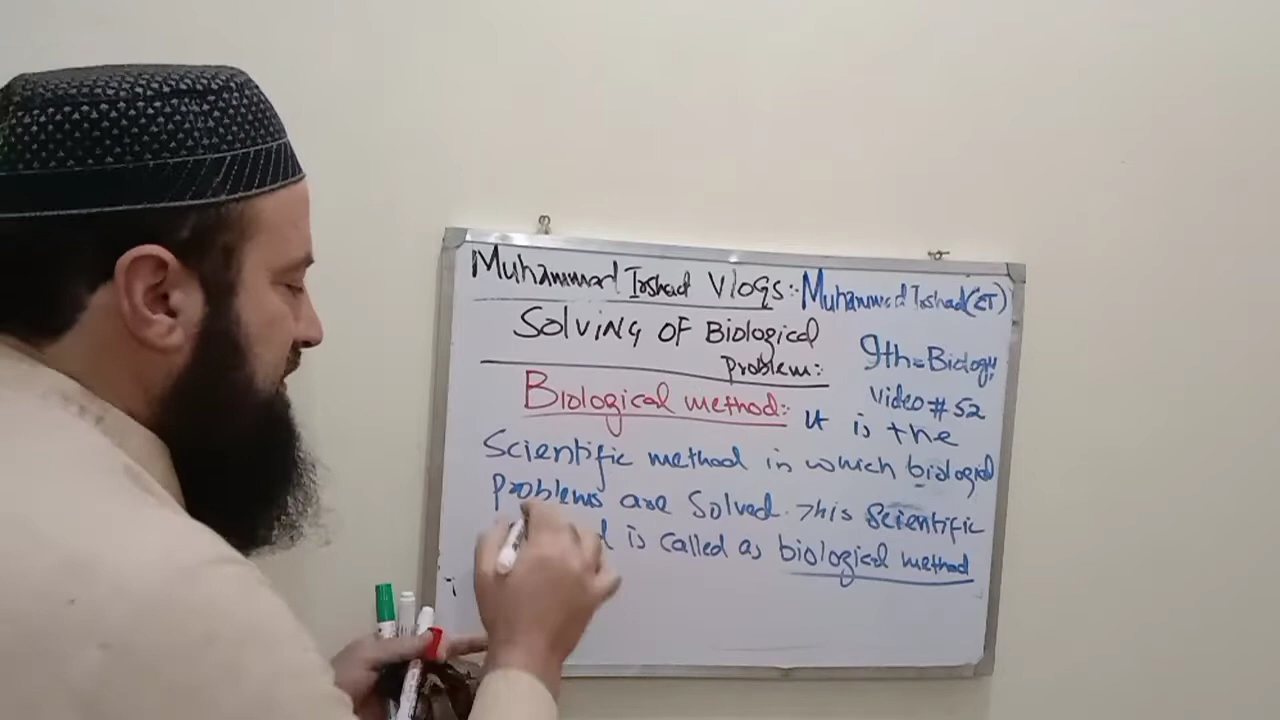 Muhammad Irshad Vlogs:- Muhammad Irshad (CT)
Solving OF Biological
Problem:-
9th=Biology
Video # 52
Biological method:- it is the
Scientific method in which biological
Problems are Solved. This Scientific
is called as biological method